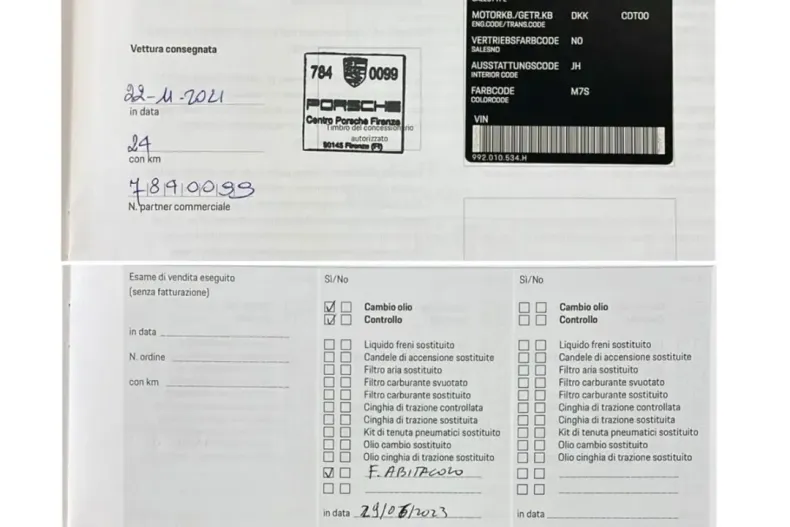 MOTORKB./GETR.KB DKK CDT00
ENG.CODE/TRANS.CODE
VERTRIEBSFARBCODE N0
SALESNO
AUSSTATTUNGSCODE JH
INTERIOR CODE
FARBCODE M7S
COLORCODE
VIN
992.010.534.H
Vettura consegnata
22-11-2021
in data
24
con km
7890099
N. partner commerciale
784 0099
PORSCHE
Centro Porsche Firenze
Timbro del concessionario
autorizzato
50145 Firenze (FI)
Esame di vendita eseguito
(senza fatturazione)
in data
N. ordine
con km
Sì/No
Cambio olio
Controllo
Liquido freni sostituito
Candele di accensione sostituite
Filtro aria sostituito
Filtro carburante svuotato
Filtro carburante sostituito
Cinghia di trazione controllata
Cinghia di trazione sostituita
Kit di tenuta pneumatici sostituito
Olio cambio sostituito
Olio cinghia di trazione sostituito
F. ABITACOLO
in data 29/06/2023
Sì/No
Cambio olio
Controllo
Liquido freni sostituito
Candele di accensione sostituite
Filtro aria sostituito
Filtro carburante svuotato
Filtro carburante sostituito
Cinghia di trazione controllata
Cinghia di trazione sostituita
Kit di tenuta pneumatici sostituito
Olio cambio sostituito
Olio cinghia di trazione sostituito
in data